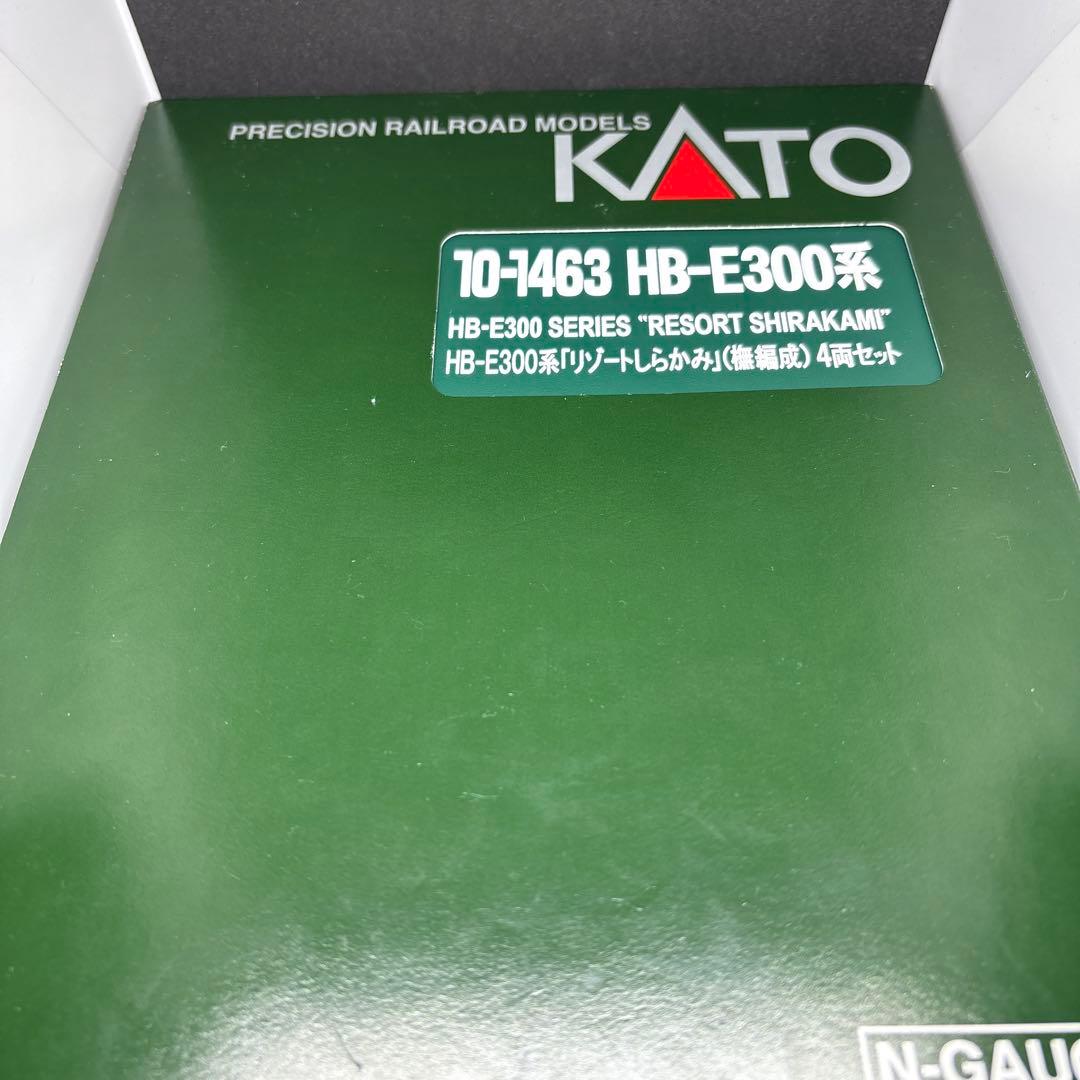 PRECISION RAILROAD MODELS
KATO
10-1463 HB-E300系
HB-E300 SERIES "RESORT SHIRAKAMI"
HB-E300系「リゾートしらかみ」(橅編成) 4両セット
N-GAUG